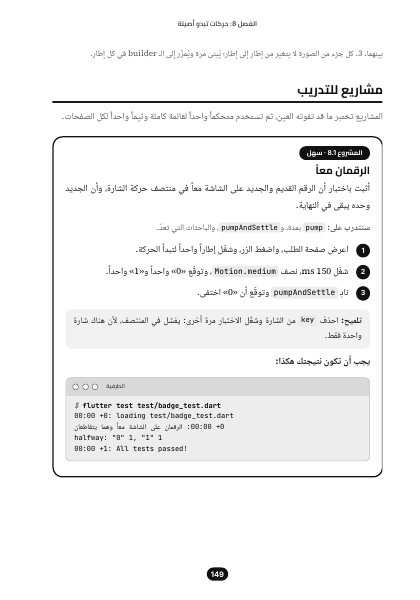 الفصل 8: حركات تبدو أصيلة
بينهما. 3. كل جزء من الصورة لا يتغير من إطار إلى إطار؛ يُبنى مرة ويُمرَّر إلى الـ builder في كل إطار.
مشاريع للتدريب
المشاريع تختبر ما قد تفوته العين، ثم تستخدم متحكماً واحداً لقائمة كاملة وثيماً واحداً لكل الصفحات.
المشروع 8.1 · سهل
الرقمان معاً
أثبت باختبار أن الرقم القديم والجديد على الشاشة معاً في منتصف حركة الشارة، وأن الجديد
وحده يبقى في النهاية.
ستتدرب على: pump بمدة، و pumpAndSettle، والباحثات التي تعدّ.
1 اعرض صفحة الطلب، واضغط الزر، وشغّل إطاراً واحداً لتبدأ الحركة.
2 شغّل 150 ms، نصف Motion.medium، وتوقّع «0» واحداً و«1» واحداً.
3 نادِ pumpAndSettle وتوقّع أن «0» اختفى.
تلميح: احذف key من الشارة وشغّل الاختبار مرة أخرى: يفشل في المنتصف، لأن هناك شارة
واحدة فقط.
يجب أن تكون نتيجتك هكذا:
الطرفية
$ flutter test test/badge_test.dart
00:00 +0: loading test/badge_test.dart
00:00 +0: الرقمان على الشاشة معاً وهما يتقاطعان
halfway: "0" 1, "1" 1
00:00 +1: All tests passed!
149